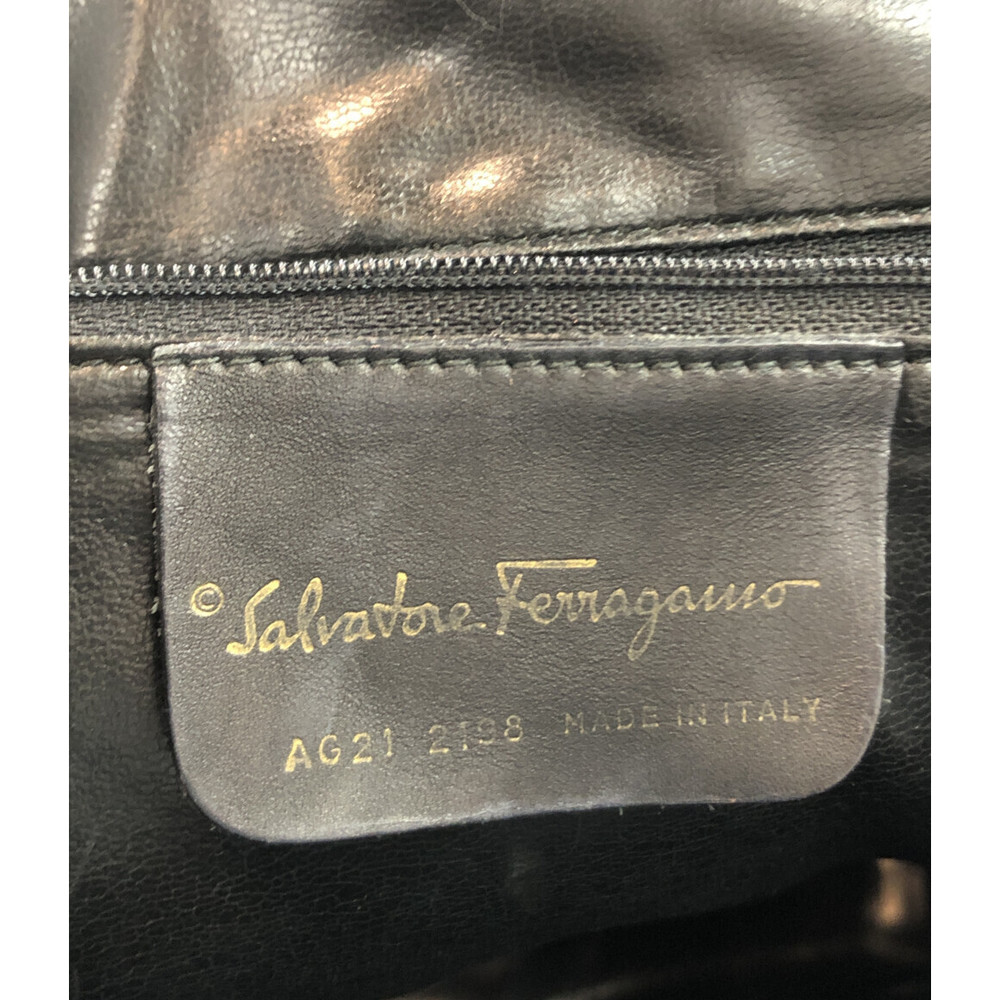 © Salvatore Ferragamo
AG21 2198 MADE IN ITALY